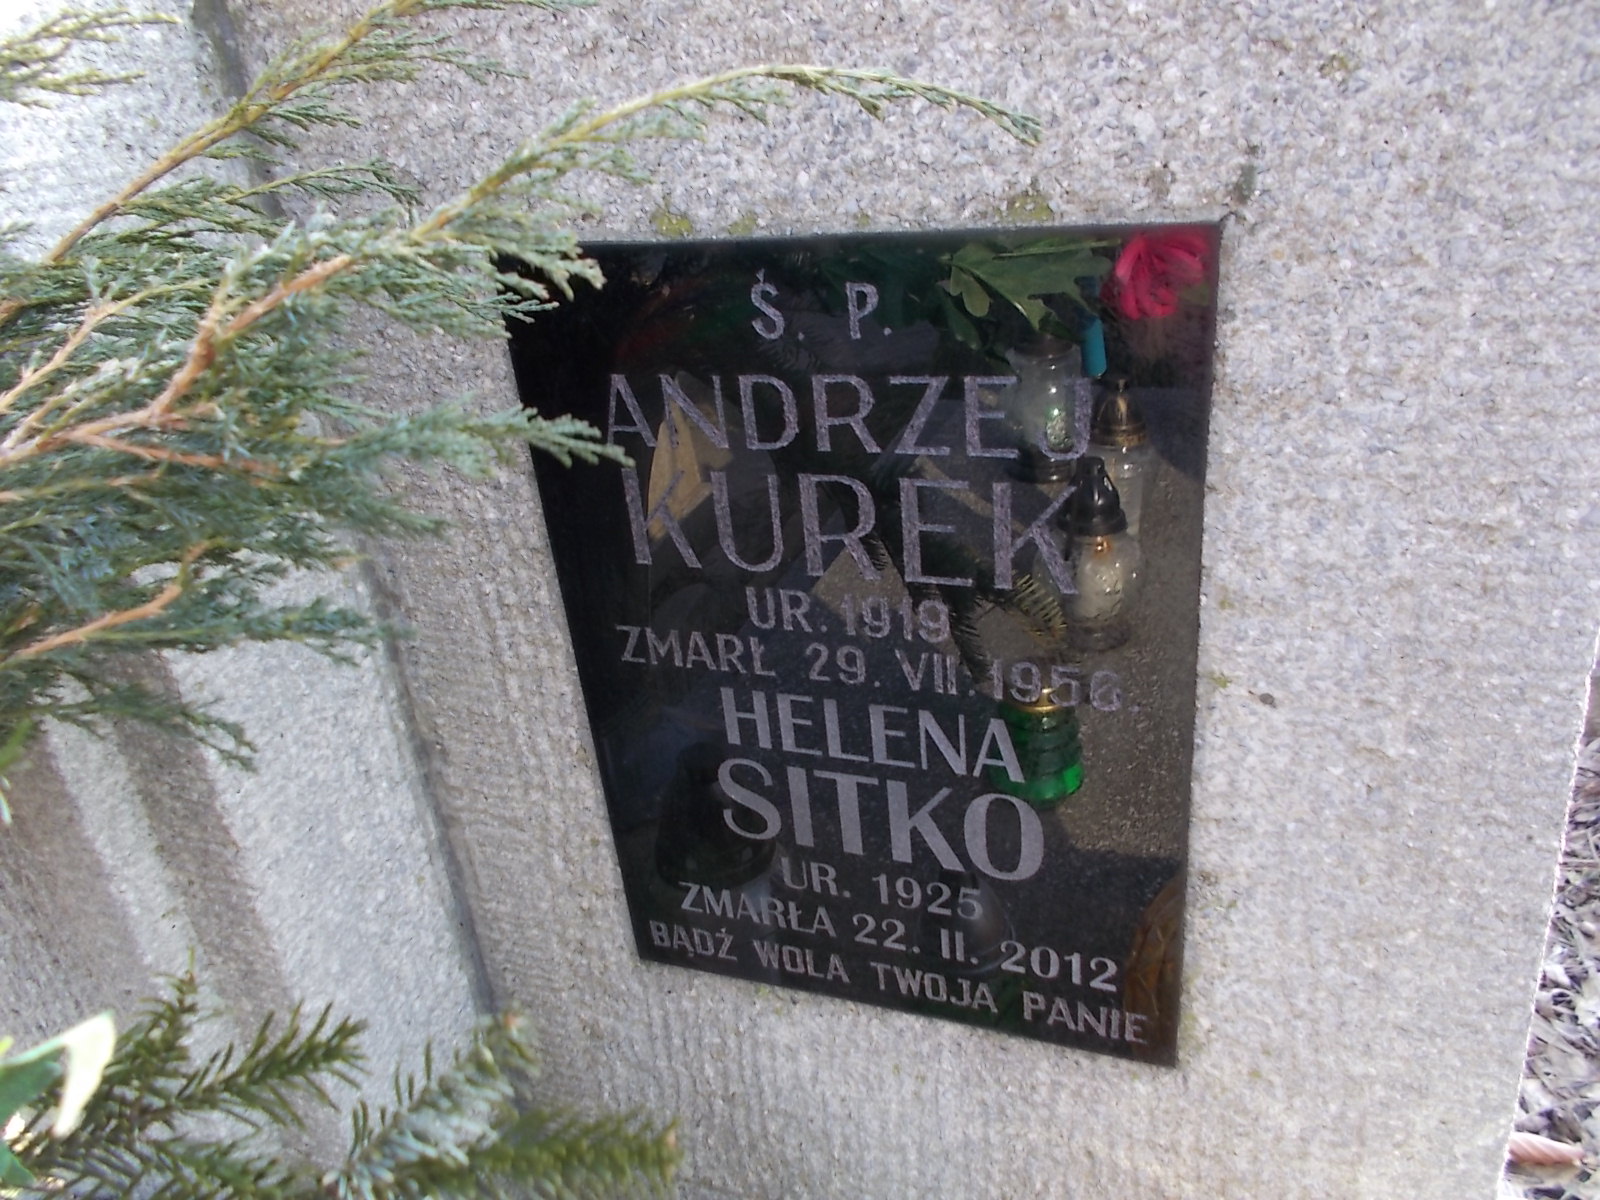 Ś. P.
ANDRZEJ
KUREK
UR. 1919
ZMARŁ 29. VII. 1956.
HELENA
SITKO
UR. 1925
ZMARŁA 22. II. 2012
BĄDŹ WOLA TWOJA PANIE